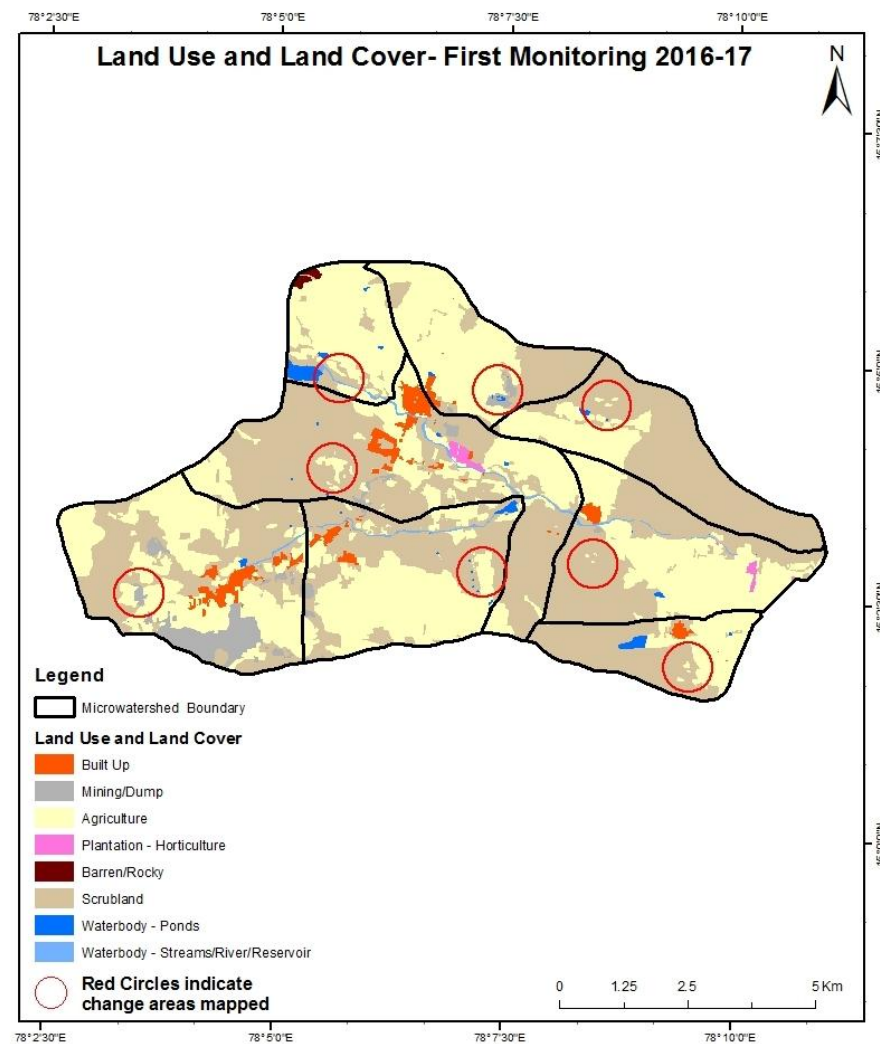 78°2'30"E 78°5'0"E 78°7'30"E 78°10'0"E
Land Use and Land Cover- First Monitoring 2016-17
N
Legend
Microwatershed Boundary
Land Use and Land Cover
Built Up
Mining/Dump
Agriculture
Plantation - Horticulture
Barren/Rocky
Scrubland
Waterbody - Ponds
Waterbody - Streams/River/Reservoir
Red Circles indicate
change areas mapped
0 1.25 2.5 5 Km
78°2'30"E 78°5'0"E 78°7'30"E 78°10'0"E